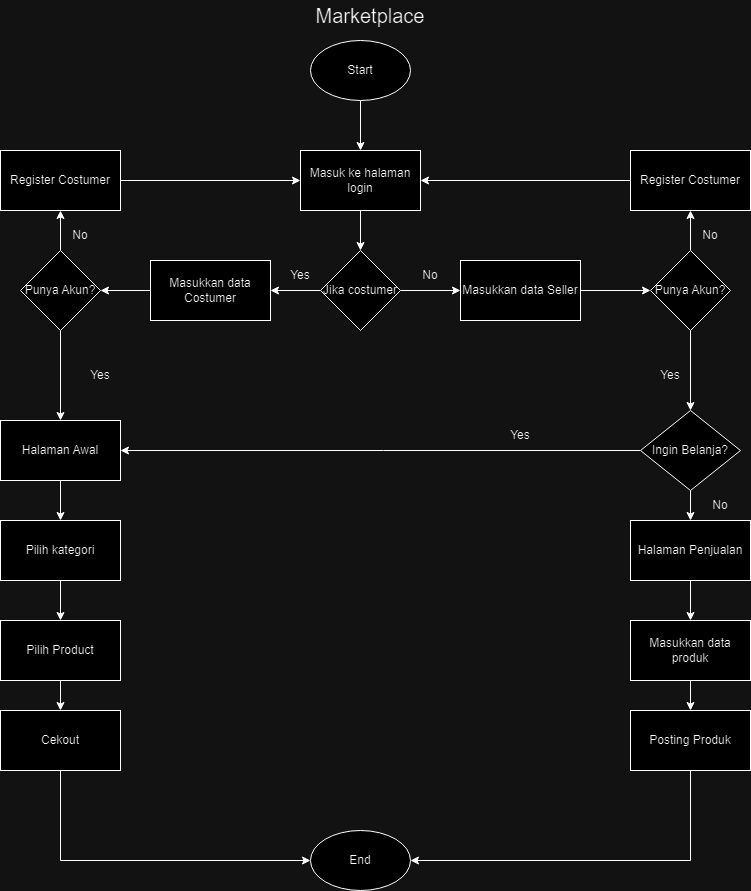 Marketplace
Start
Register Costumer
Masuk ke halaman
login
Register Costumer
No
No
Punya Akun?
Masukkan data
Costumer
Yes
Jika costumer
No
Masukkan data Seller
Punya Akun?
Yes
Yes
Halaman Awal
Yes
Ingin Belanja?
No
Pilih kategori
Halaman Penjualan
Pilih Product
Masukkan data
produk
Cekout
Posting Produk
End